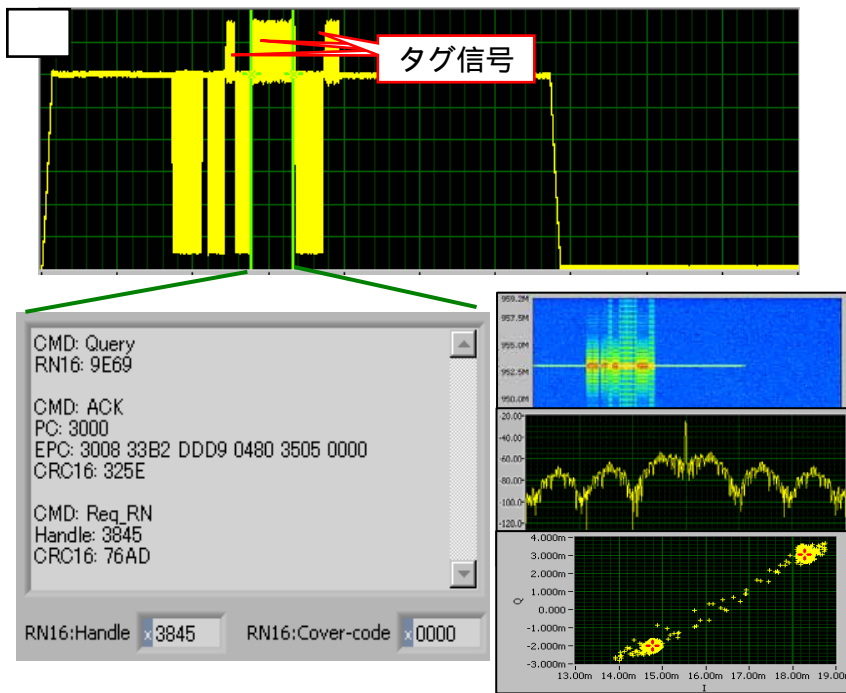 タグ信号
CMD: Query
RN16: 9E69
CMD: ACK
PC: 3000
EPC: 3008 33B2 DDD9 0480 3505 0000
CRC16: 325E
CMD: Req_RN
Handle: 3845
CRC16: 76AD
RN16:Handle x 3845 RN16:Cover-code x 0000
959.2M
957.5M
955.0M
952.5M
950.0M
-20.00-
-40.00-
-60.00-
-80.00-
-100.0-
-120.0-
4.000m
3.000m
2.000m
1.000m
0.000
-1.000m
-2.000m
-3.000m
Q
13.00m 14.00m 15.00m 16.00m 17.00m 18.00m 19.00m
I